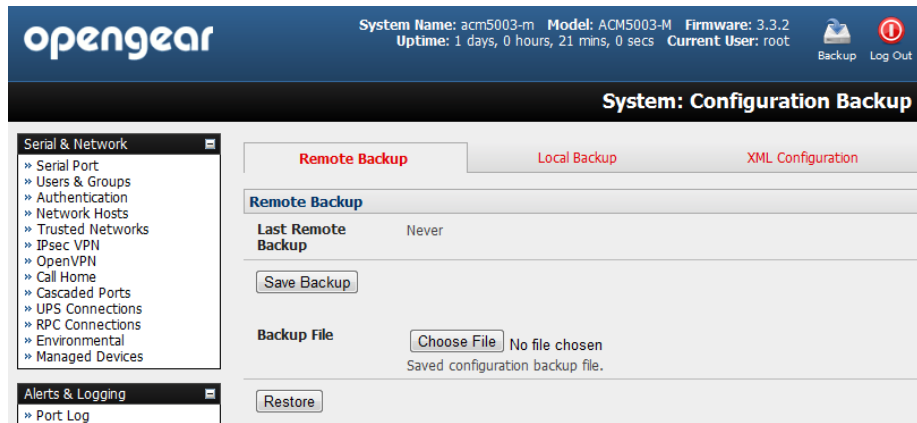 opengear
System Name: acm5003-m Model: ACM5003-M Firmware: 3.3.2
Uptime: 1 days, 0 hours, 21 mins, 0 secs Current User: root
Backup
Log Out
System: Configuration Backup
Serial & Network
» Serial Port
» Users & Groups
» Authentication
» Network Hosts
» Trusted Networks
» IPsec VPN
» OpenVPN
» Call Home
» Cascaded Ports
» UPS Connections
» RPC Connections
» Environmental
» Managed Devices
Alerts & Logging
» Port Log
Remote Backup
Local Backup
XML Configuration
Remote Backup
Last Remote
Backup
Never
Save Backup
Backup File
Choose File No file chosen
Saved configuration backup file.
Restore